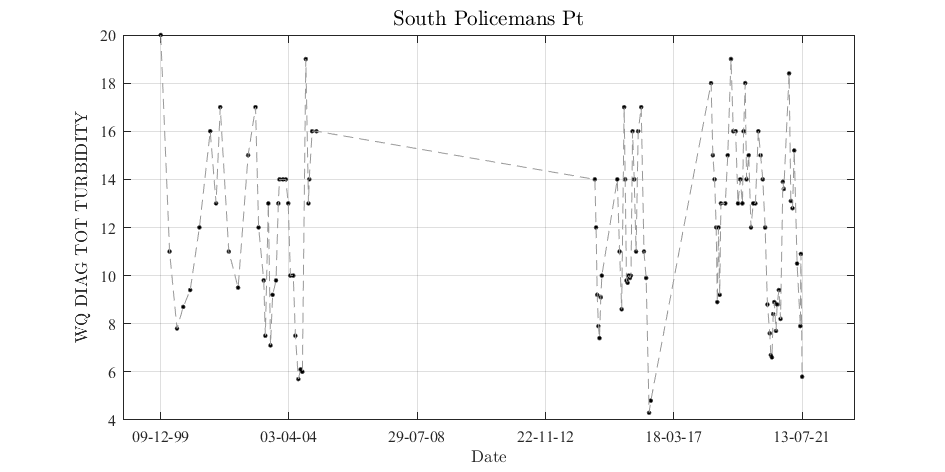 South Policemans Pt
WQ DIAG TOT TURBIDITY
20
18
16
14
12
10
8
6
4
09-12-99 03-04-04 29-07-08 22-11-12 18-03-17 13-07-21
Date